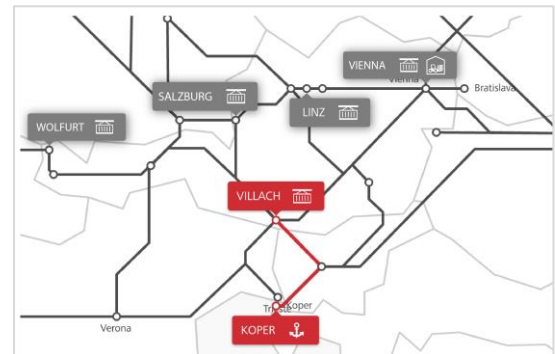 VIENNA
Vienna
Bratislava
SALZBURG
LINZ
WOLFURT
VILLACH
Trieste
Koper
Verona
KOPER